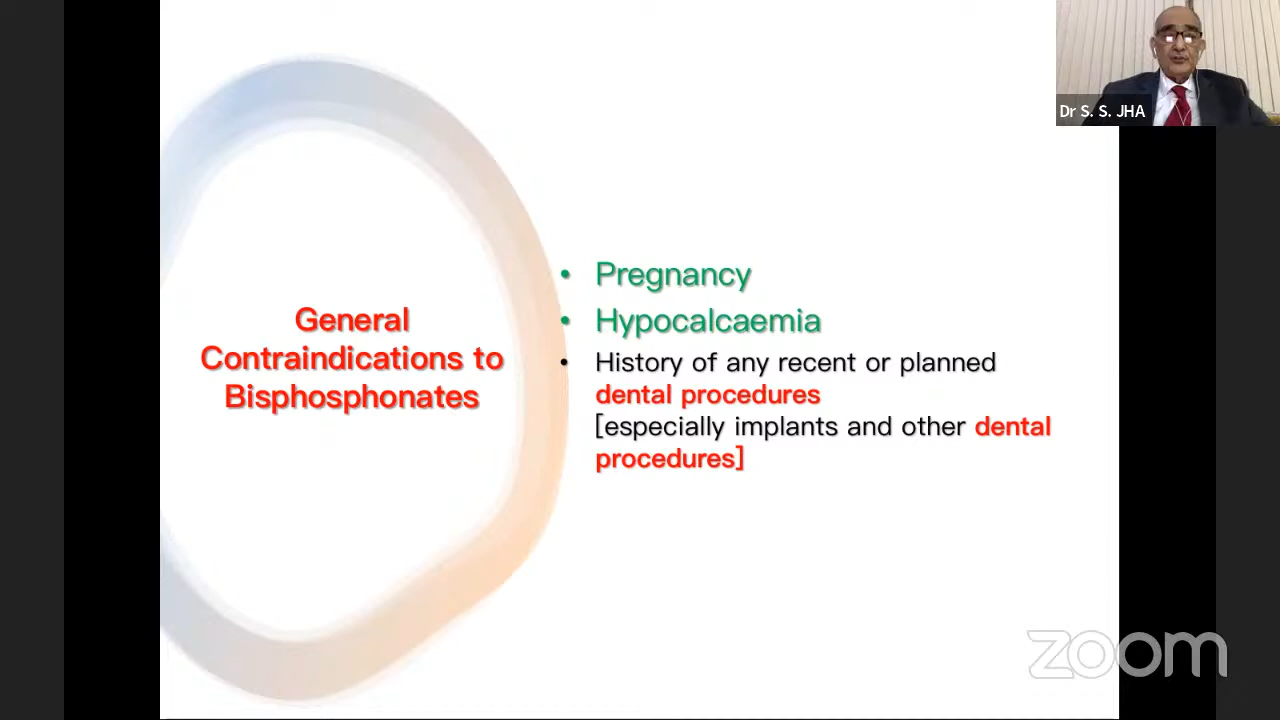 Dr S. S. JHA
General
Contraindications to
Bisphosphonates
• Pregnancy
• Hypocalcaemia
• History of any recent or planned
dental procedures
[especially implants and other dental
procedures]
zoom